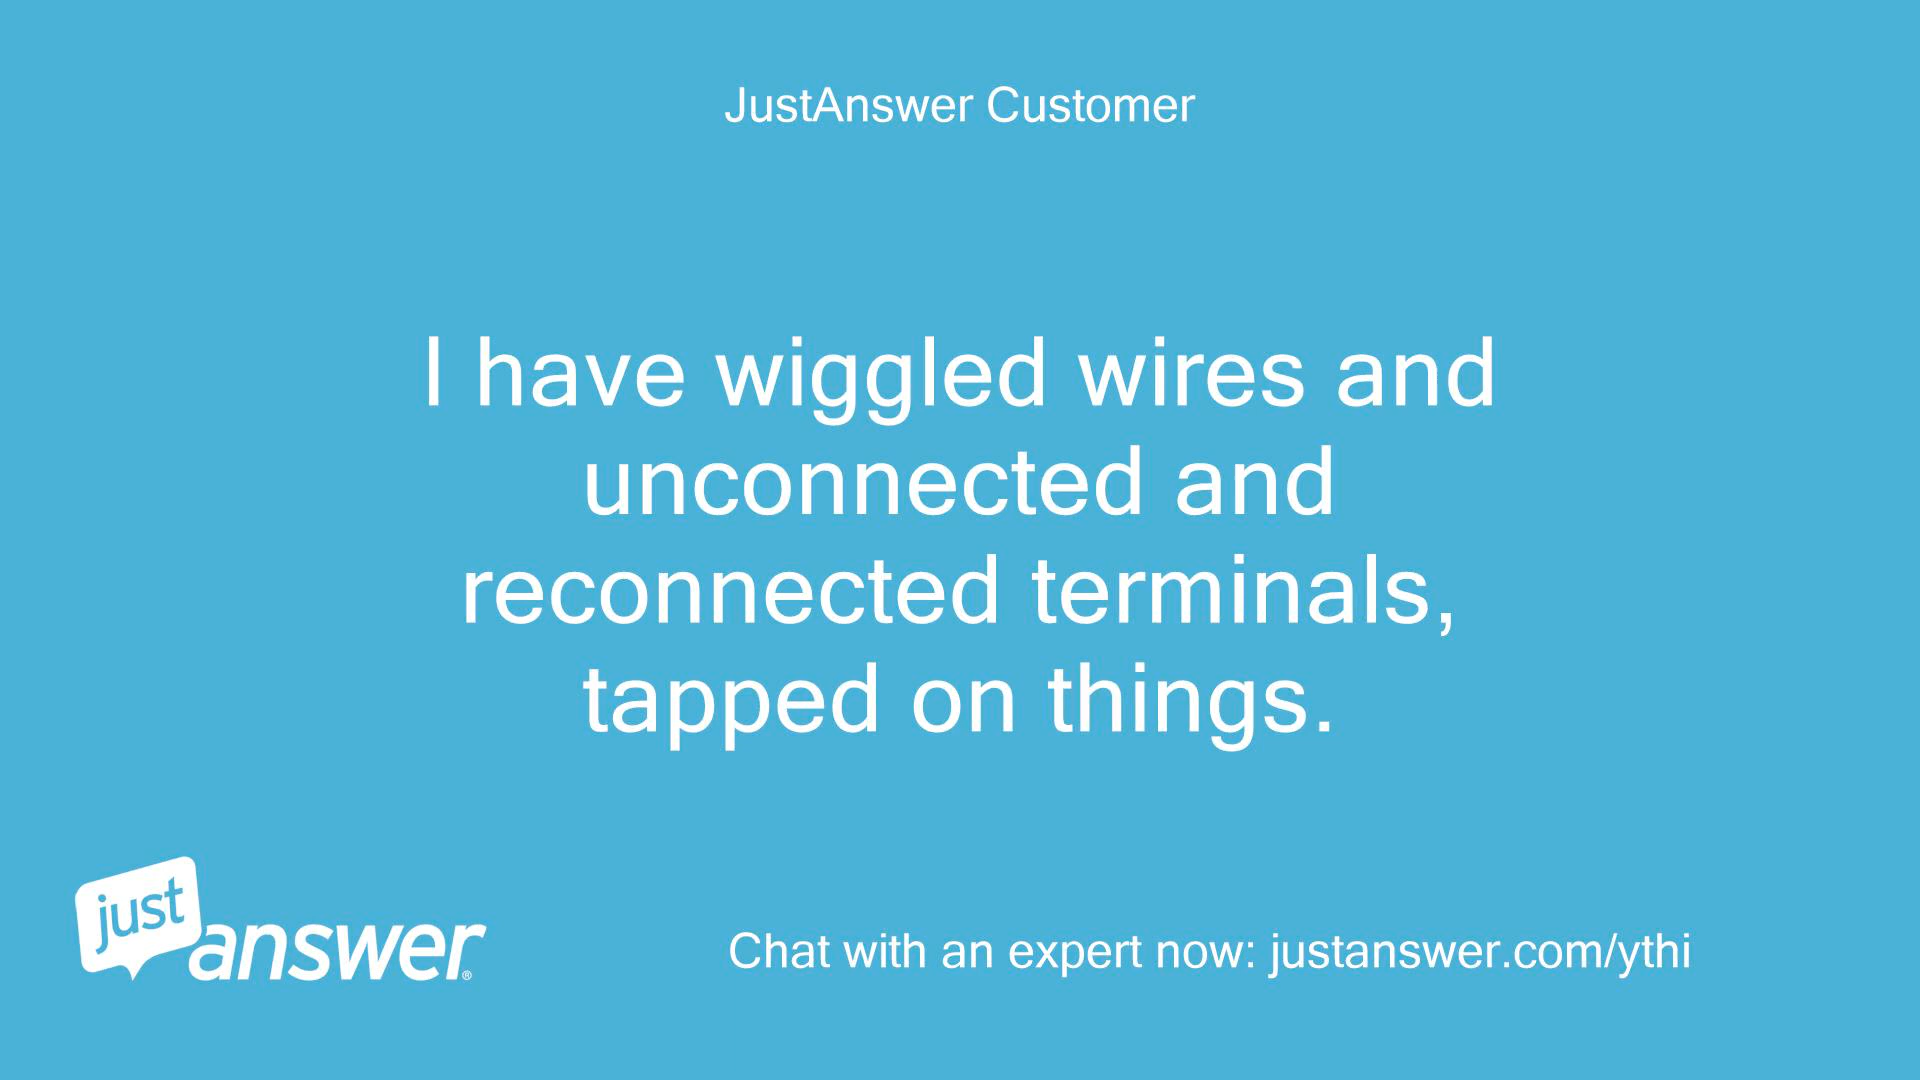 JustAnswer Customer
I have wiggled wires and
unconnected and
reconnected terminals,
tapped on things.
just
answer®
Chat with an expert now: justanswer.com/ythi